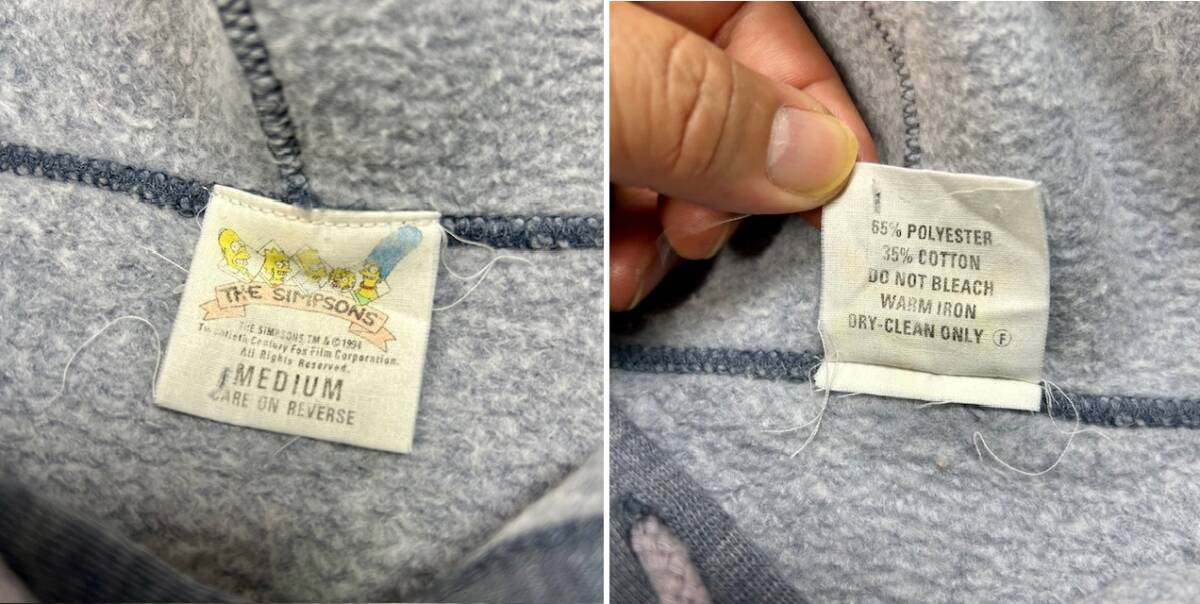 THE SIMPSONS
THE SIMPSONS TM & © 1994
Twentieth Century Fox Film Corporation.
All Rights Reserved.
MEDIUM
CARE ON REVERSE
65% POLYESTER
35% COTTON
DO NOT BLEACH
WARM IRON
DRY-CLEAN ONLY Ⓕ